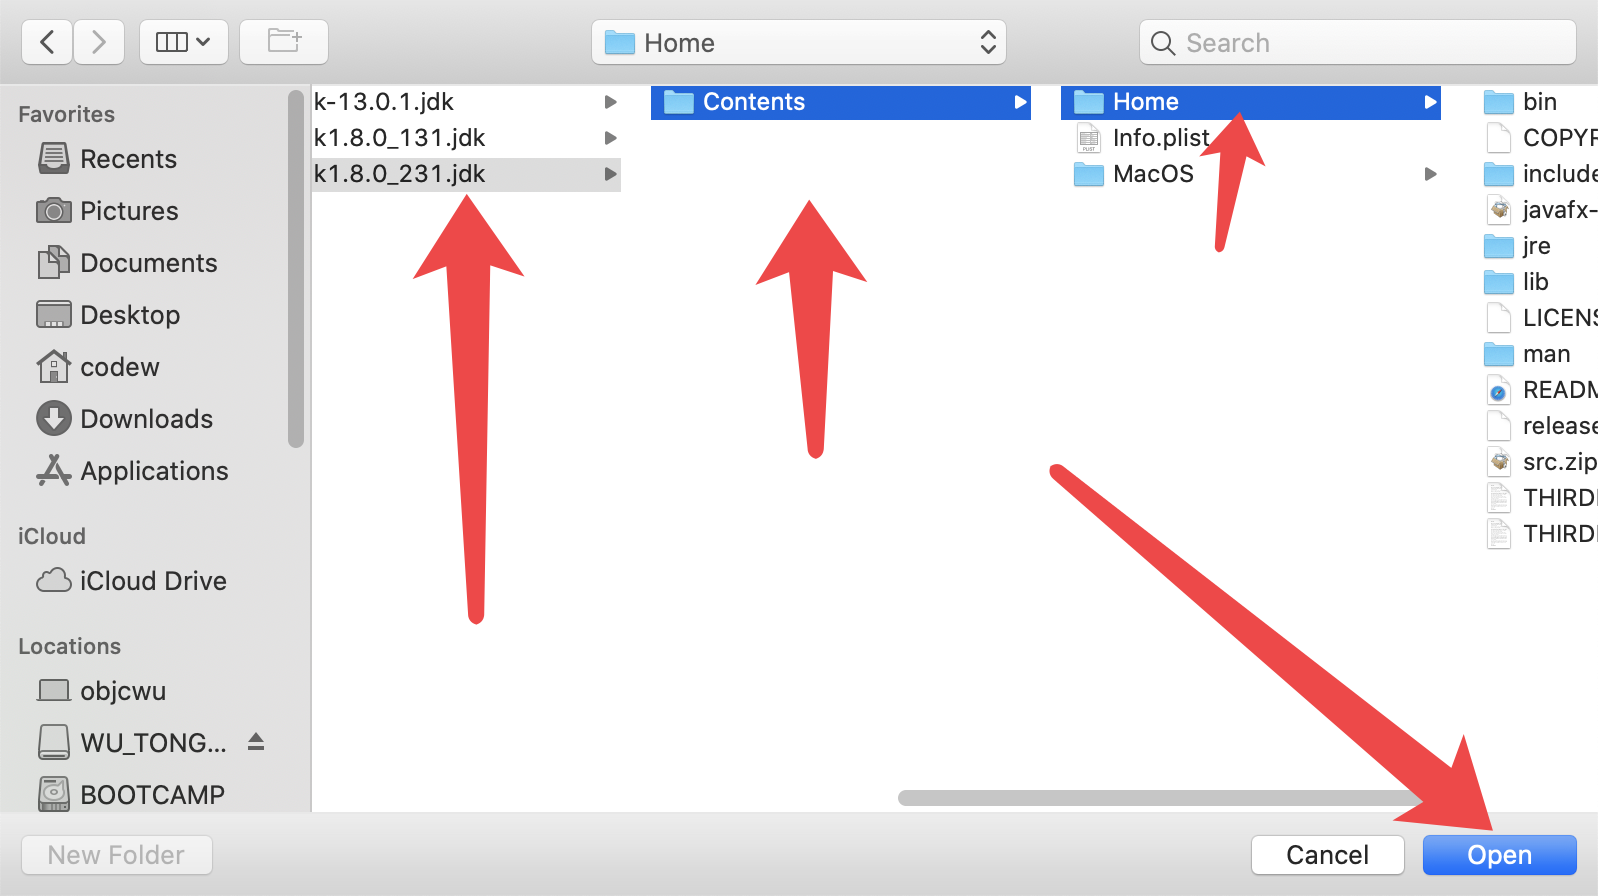 Home
Search
Favorites
Recents
Pictures
Documents
Desktop
codew
Downloads
Applications
iCloud
iCloud Drive
Locations
objcwu
WU_TONG...
BOOTCAMP
k-13.0.1.jdk
k1.8.0_131.jdk
k1.8.0_231.jdk
Contents
Home
Info.plist
MacOS
bin
COPYR
include
javafx-
jre
lib
LICENS
man
READM
release
src.zip
THIRDI
THIRDI
New Folder
Cancel
Open